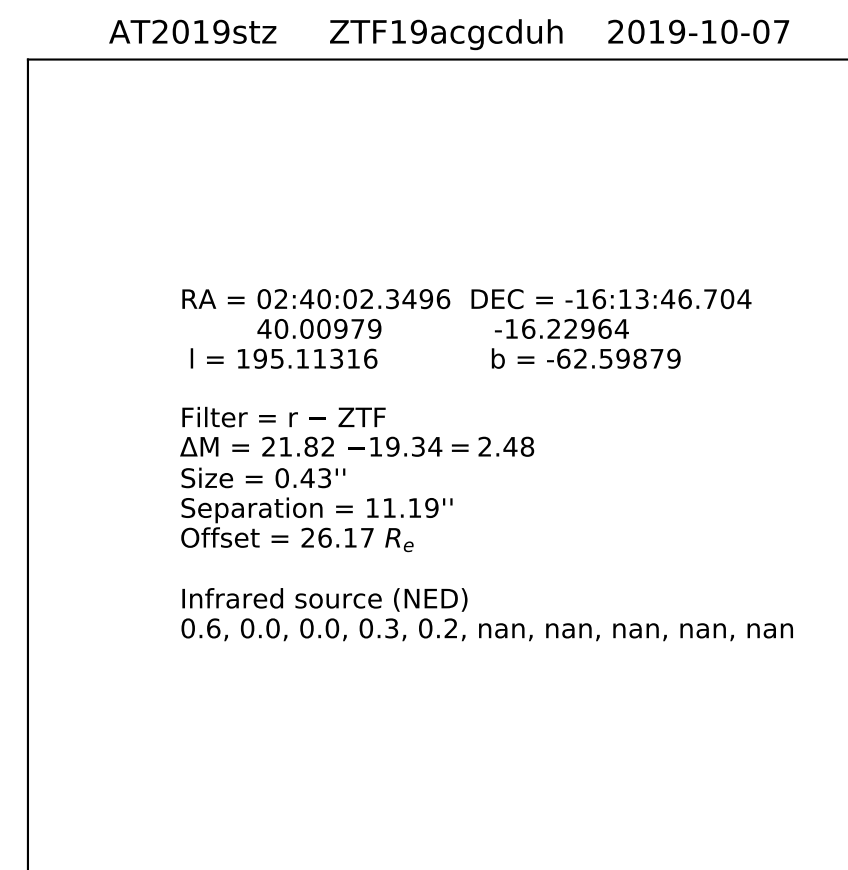 AT2019stz ZTF19acgcduh 2019-10-07
RA = 02:40:02.3496 DEC = -16:13:46.704
40.00979 -16.22964
l = 195.11316 b = -62.59879
Filter = r − ZTF
ΔM = 21.82 −19.34 = 2.48
Size = 0.43''
Separation = 11.19''
Offset = 26.17 Re
Infrared source (NED)
0.6, 0.0, 0.0, 0.3, 0.2, nan, nan, nan, nan, nan